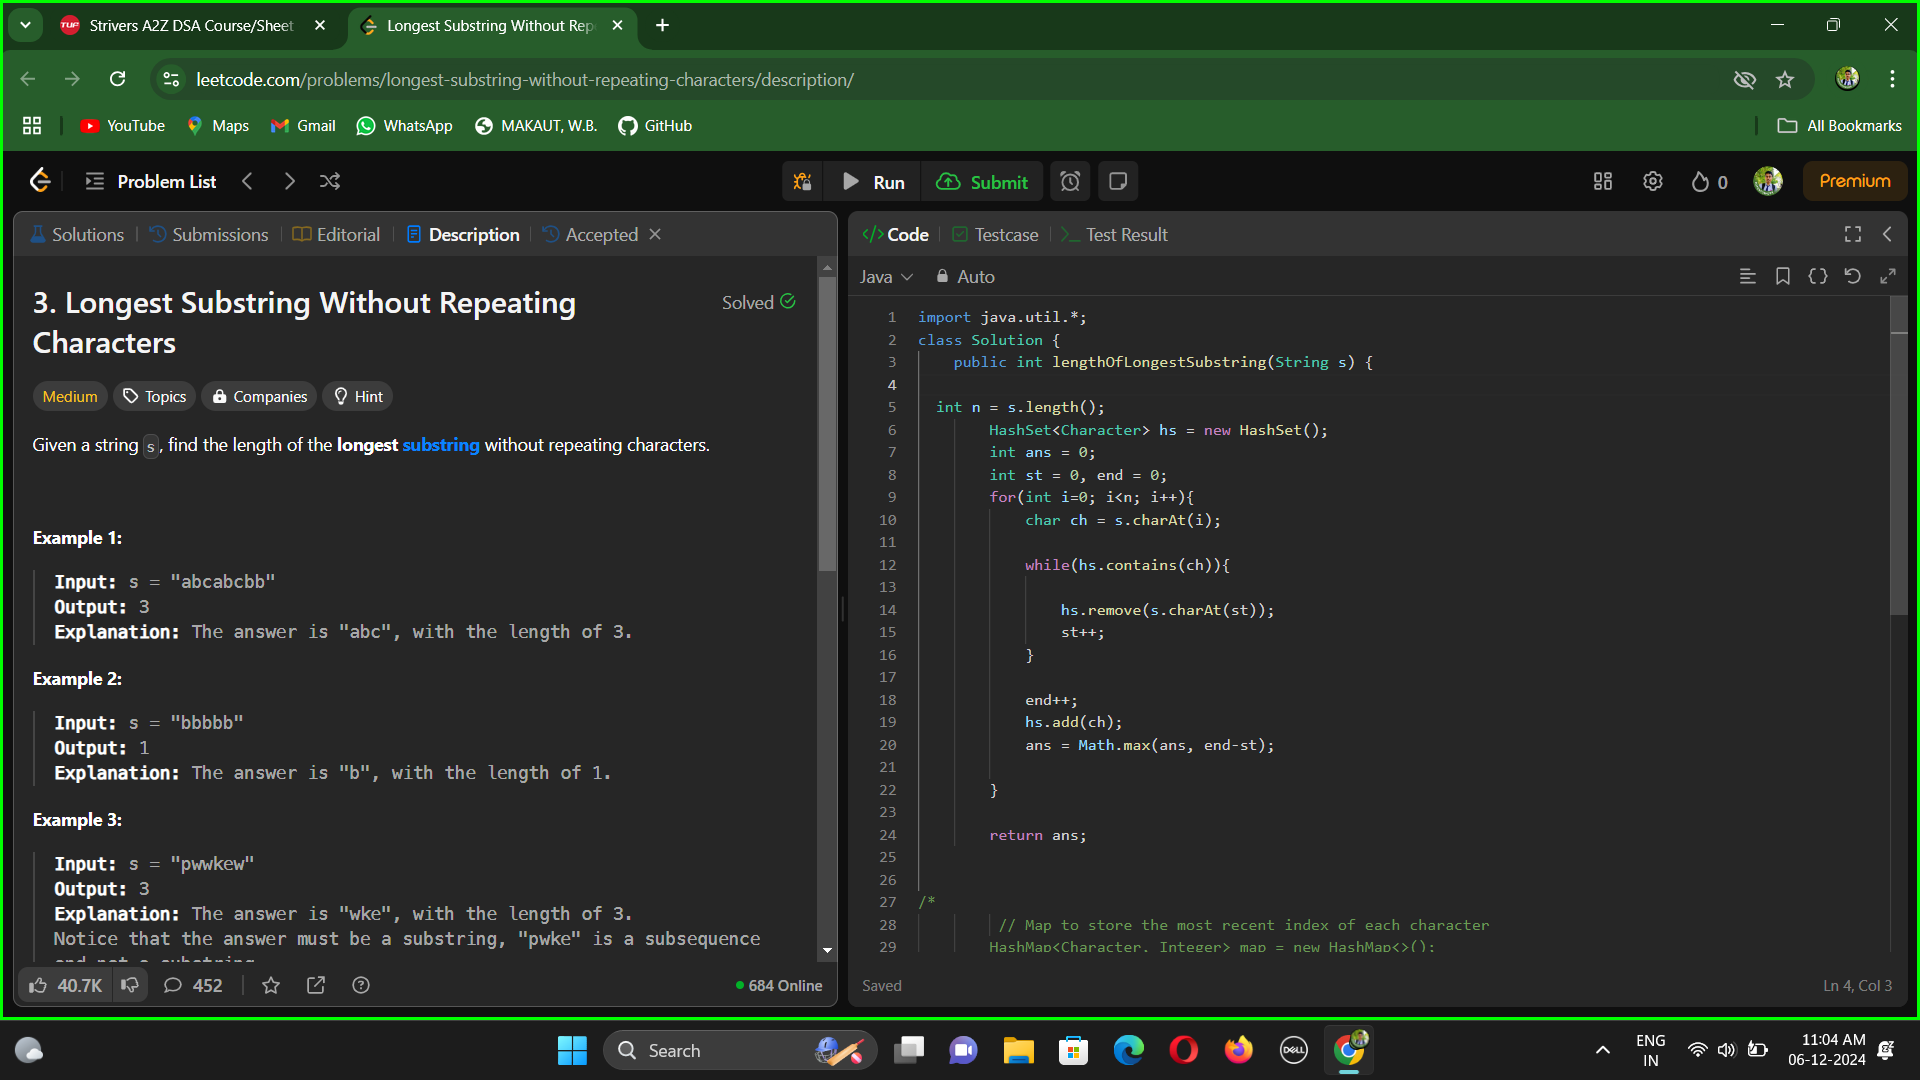 Strivers A2Z DSA Course/Sheet
Longest Substring Without Rep
leetcode.com/problems/longest-substring-without-repeating-characters/description/
YouTube
Maps
Gmail
WhatsApp
MAKAUT, W.B.
GitHub
All Bookmarks
Problem List
Run
Submit
0
Premium
Solutions
Submissions
Editorial
Description
Accepted
3. Longest Substring Without Repeating
Characters
Solved
Medium
Topics
Companies
Hint
Given a string s, find the length of the longest substring without repeating characters.
Example 1:
Input: s = "abcabcbb"
Output: 3
Explanation: The answer is "abc", with the length of 3.
Example 2:
Input: s = "bbbbb"
Output: 1
Explanation: The answer is "b", with the length of 1.
Example 3:
Input: s = "pwwkew"
Output: 3
Explanation: The answer is "wke", with the length of 3.
Notice that the answer must be a substring, "pwke" is a subsequence
and not a substring.
40.7K
452
684 Online
</>Code
Testcase
Test Result
Java
Auto
1 import java.util.*;
2 class Solution {
3 public int lengthOfLongestSubstring(String s) {
4
5 int n = s.length();
6 HashSet<Character> hs = new HashSet();
7 int ans = 0;
8 int st = 0, end = 0;
9 for(int i=0; i<n; i++){
10 char ch = s.charAt(i);
11
12 while(hs.contains(ch)){
13
14 hs.remove(s.charAt(st));
15 st++;
16 }
17
18 end++;
19 hs.add(ch);
20 ans = Math.max(ans, end-st);
21
22 }
23
24 return ans;
25
26
27 /*
28 // Map to store the most recent index of each character
29 HashMap<Character, Integer> map = new HashMap<>();
Saved
Ln 4, Col 3
Search
DELL
ENG
IN
11:04 AM
06-12-2024